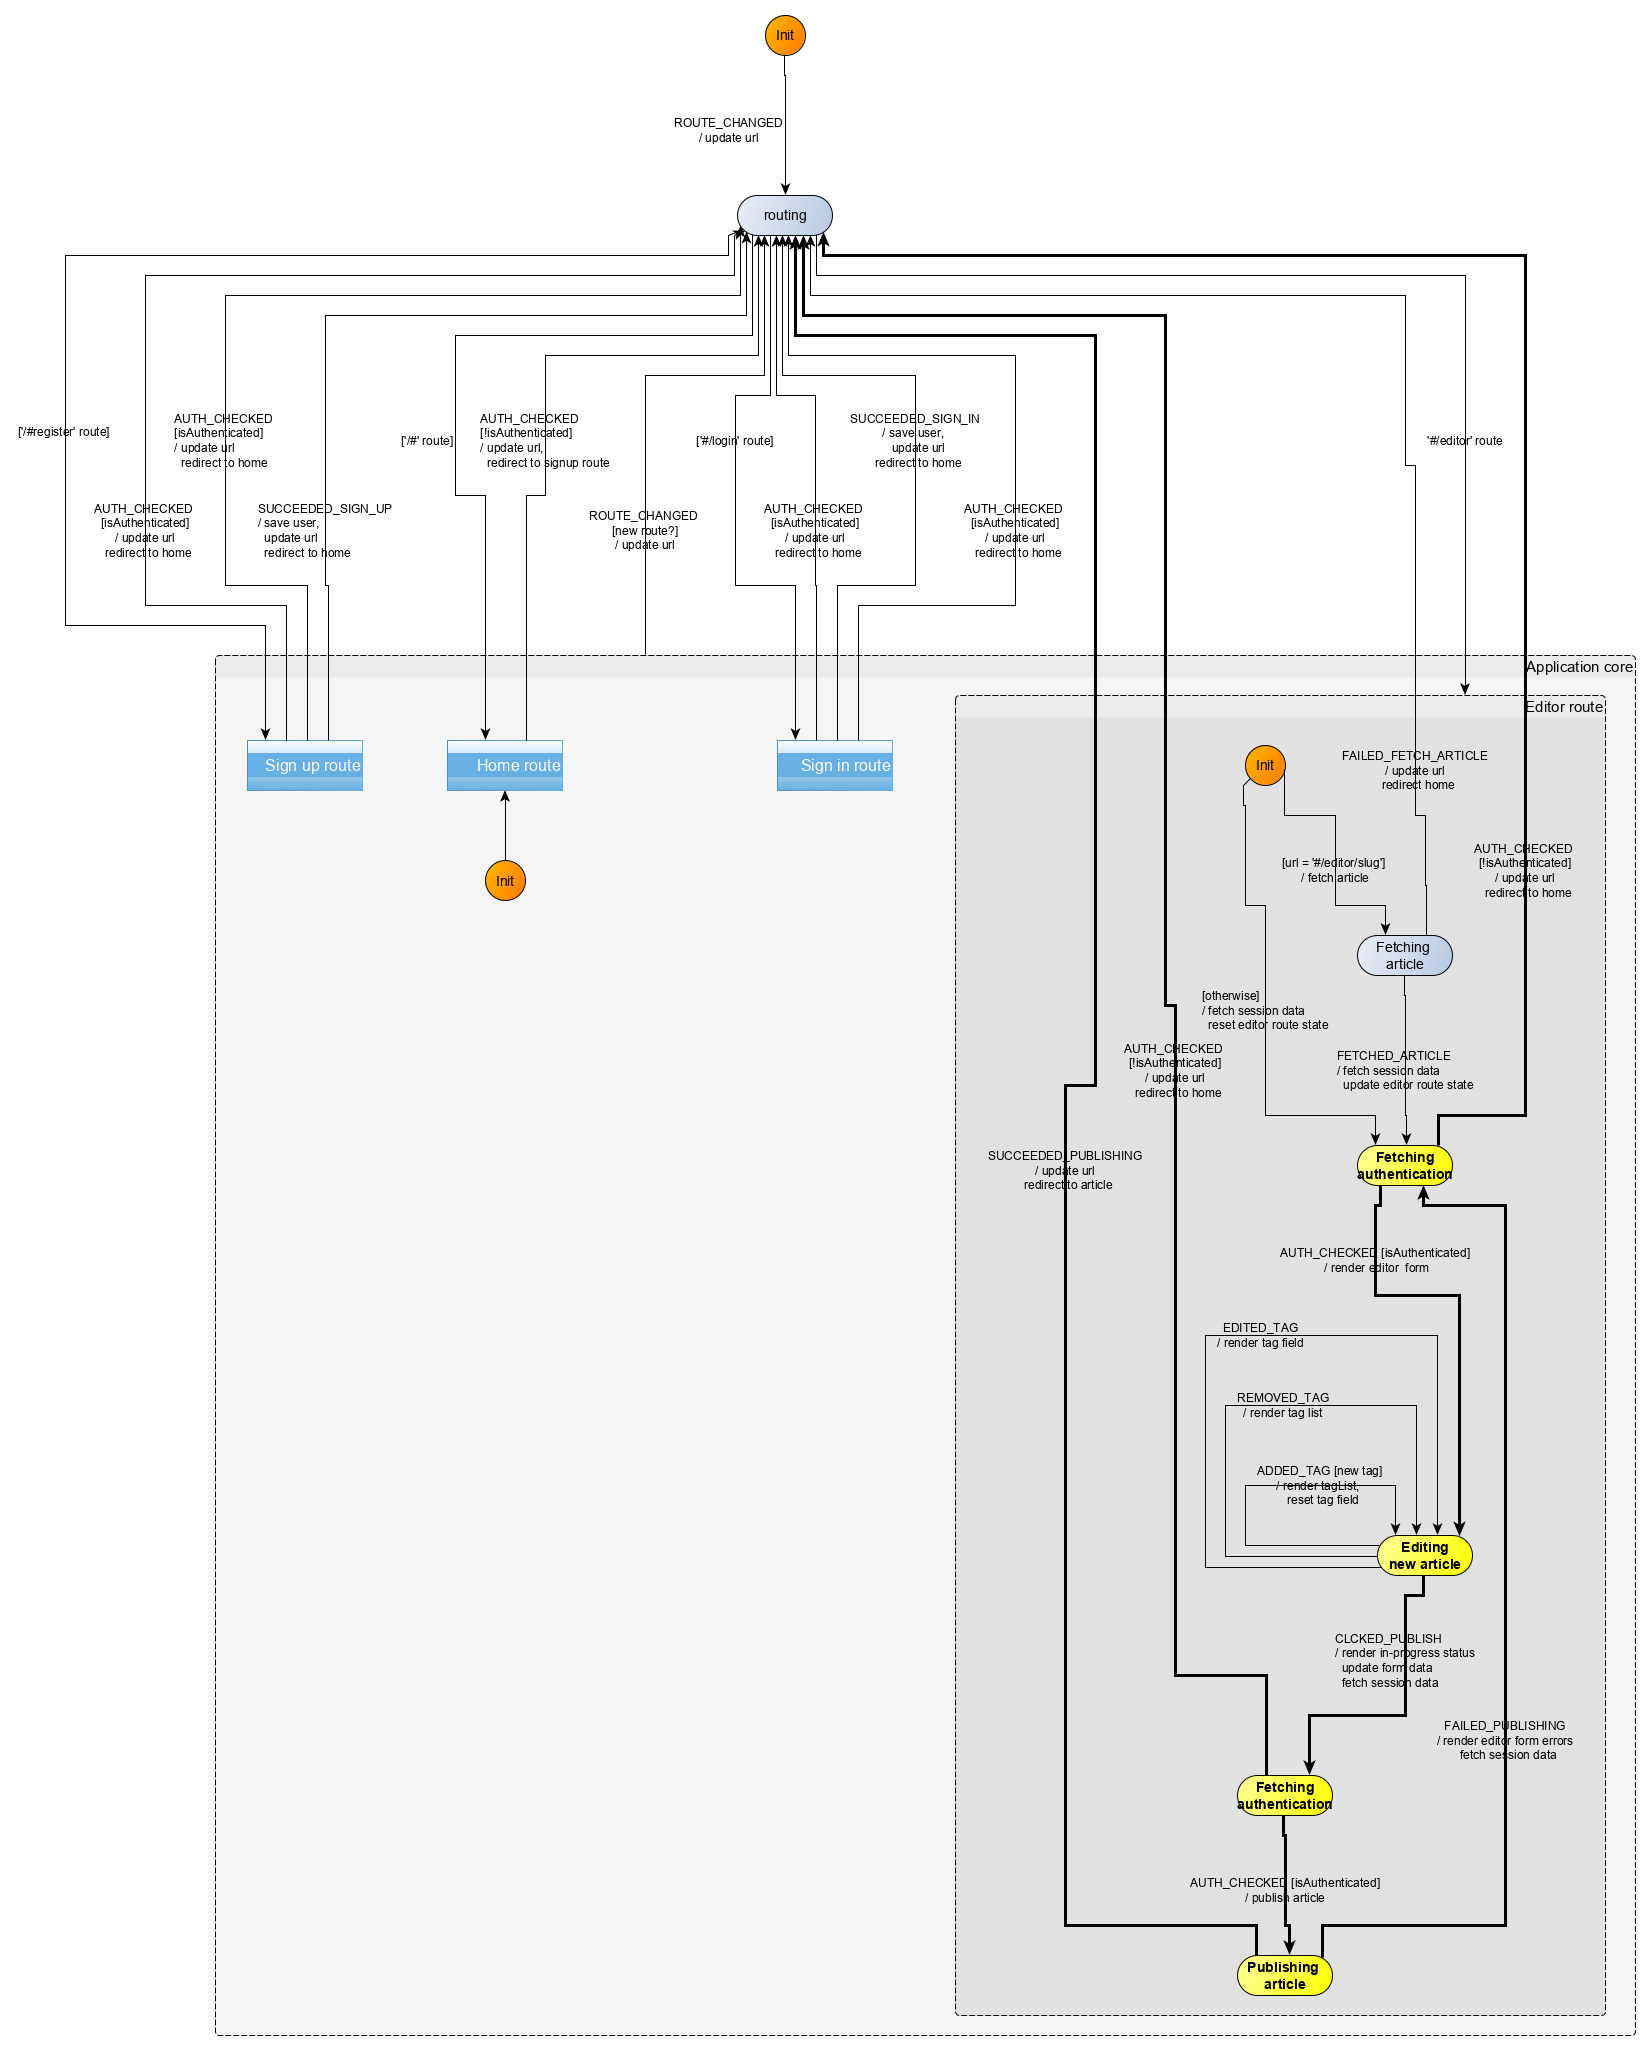 Init
ROUTE_CHANGED
/ update url
routing
['/#register' route]
AUTH_CHECKED
[isAuthenticated]
/ update url
redirect to home
AUTH_CHECKED
[isAuthenticated]
/ update url
redirect to home
SUCCEEDED_SIGN_UP
/ save user,
update url
redirect to home
['/#' route]
AUTH_CHECKED
[!isAuthenticated]
/ update url,
redirect to signup route
ROUTE_CHANGED
[new route?]
/ update url
['#/login' route]
AUTH_CHECKED
[isAuthenticated]
/ update url
redirect to home
SUCCEEDED_SIGN_IN
/ save user,
update url
redirect to home
AUTH_CHECKED
[isAuthenticated]
/ update url
redirect to home
'#/editor' route
Application core
Editor route
Sign up route
Home route
Sign in route
Init
Init
FAILED_FETCH_ARTICLE
/ update url
redirect home
[url = '#/editor/slug']
/ fetch article
AUTH_CHECKED
[!isAuthenticated]
/ update url
redirect to home
Fetching
article
[otherwise]
/ fetch session data
reset editor route state
AUTH_CHECKED
[!isAuthenticated]
/ update url
redirect to home
FETCHED_ARTICLE
/ fetch session data
update editor route state
SUCCEEDED_PUBLISHING
/ update url
redirect to article
Fetching
authentication
AUTH_CHECKED [isAuthenticated]
/ render editor  form
EDITED_TAG
/ render tag field
REMOVED_TAG
/ render tag list
ADDED_TAG [new tag]
/ render tagList,
reset tag field
Editing
new article
CLCKED_PUBLISH
/ render in-progress status
update form data
fetch session data
FAILED_PUBLISHING
/ render editor form errors
fetch session data
Fetching
authentication
AUTH_CHECKED [isAuthenticated]
/ publish article
Publishing
article